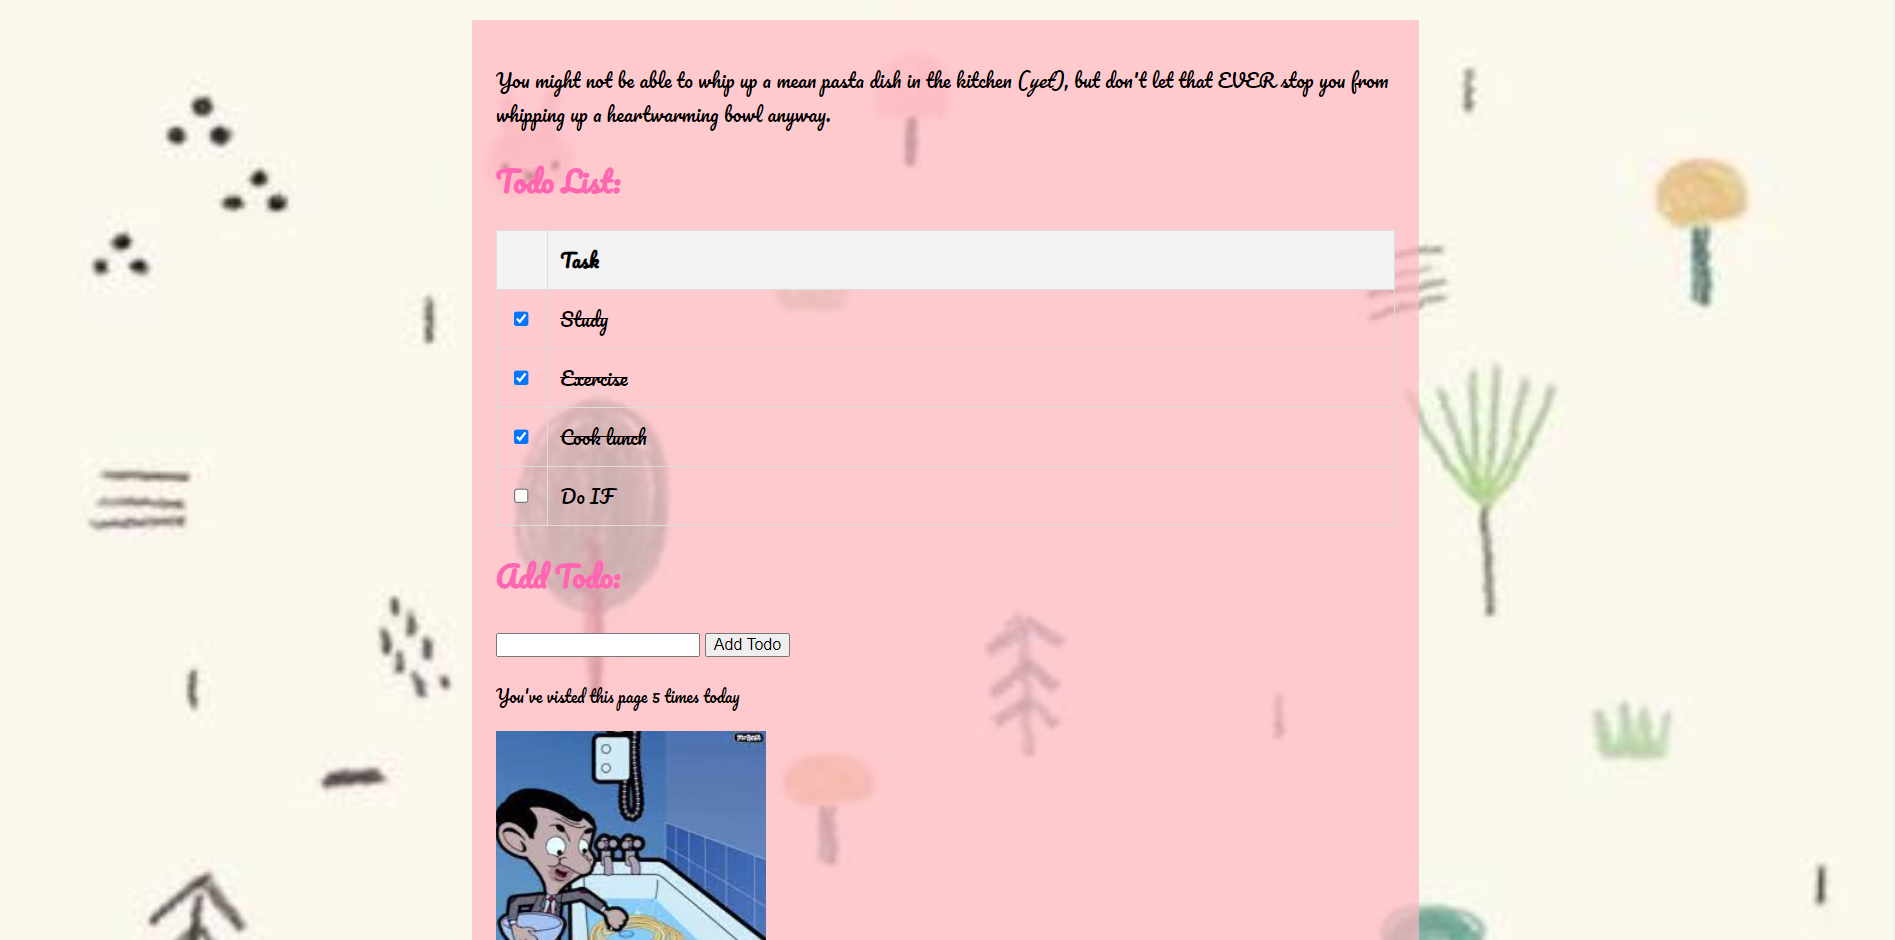 You might not be able to whip up a mean pasta dish in the kitchen (yet), but don't let that EVER stop you from
whipping up a heartwarming bowl anyway.
Todo List:
Task
Study
Exercise
Cook lunch
Do IF
Add Todo:
Add Todo
You've visted this page 5 times today
MrBean